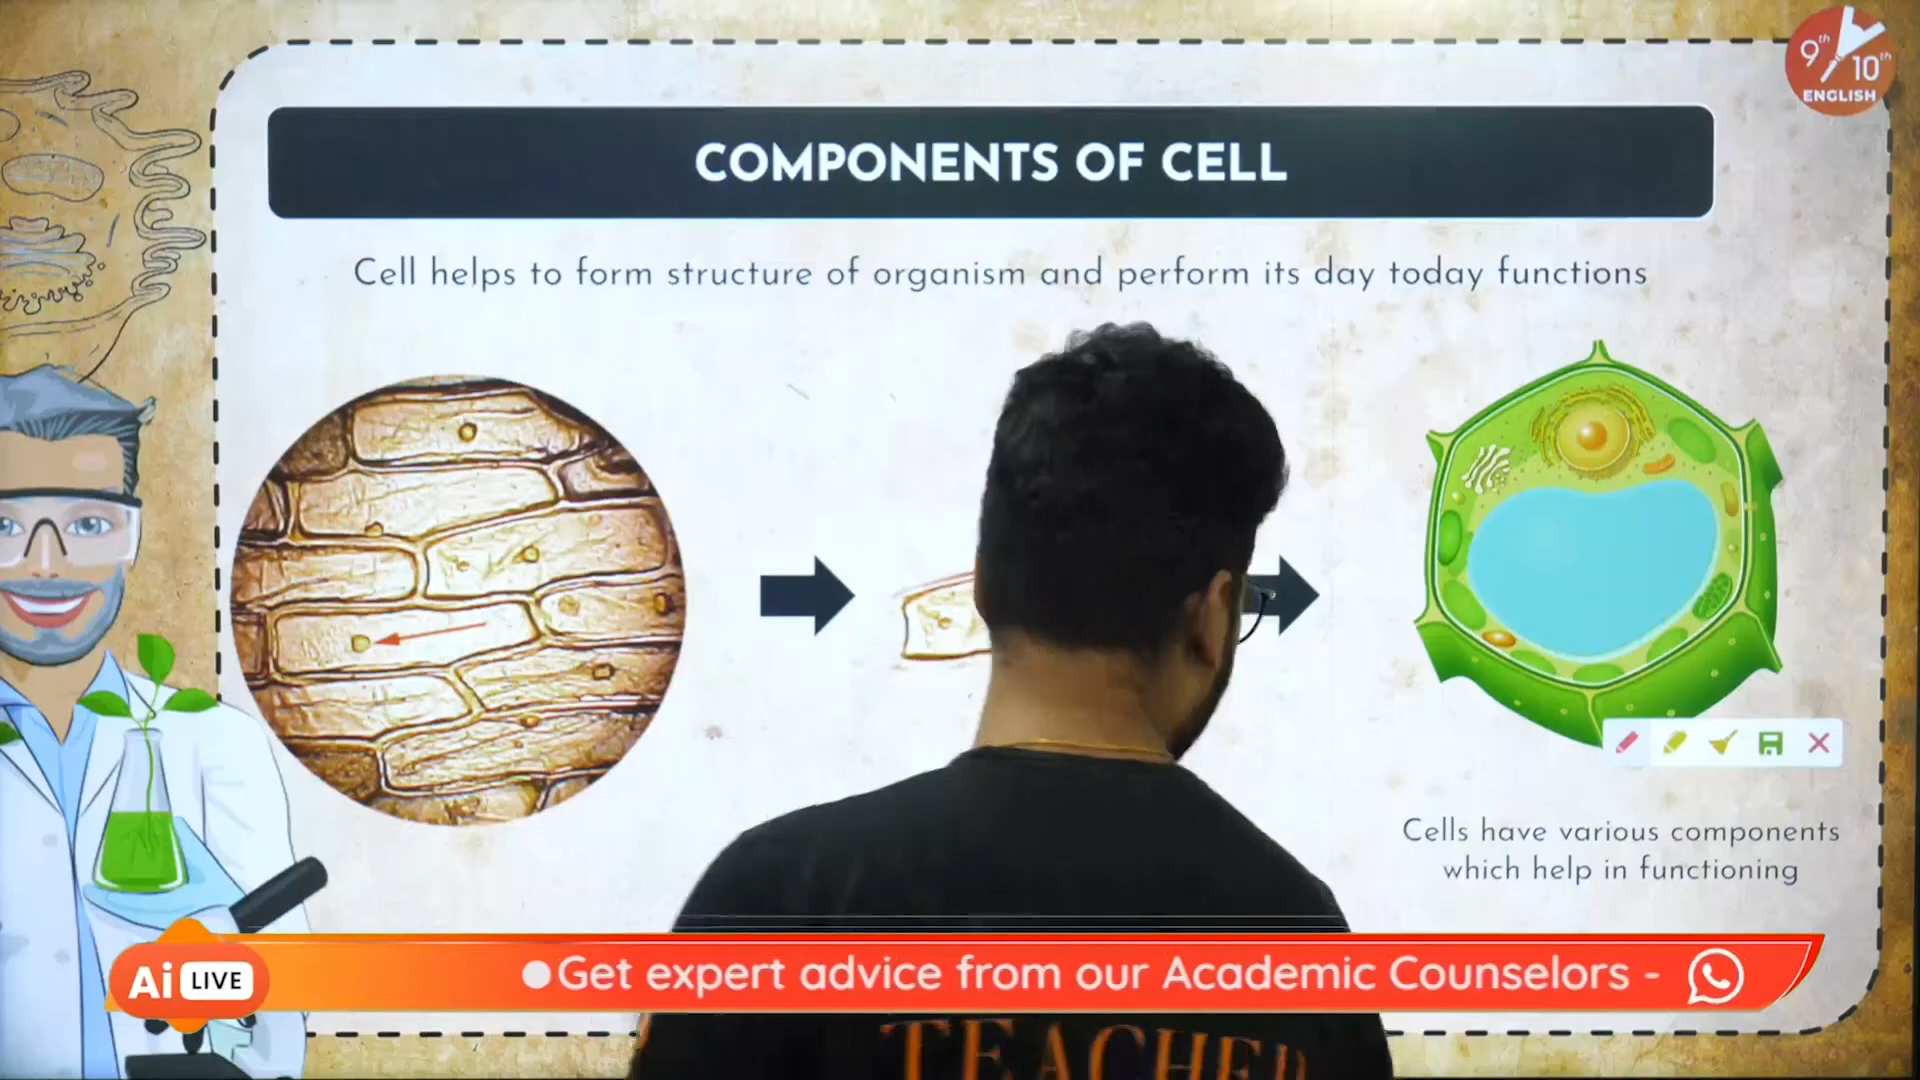 9th 10th
ENGLISH
COMPONENTS OF CELL
Cell helps to form structure of organism and perform its day today functions
Cells have various components
which help in functioning
Ai LIVE
Get expert advice from our Academic Counselors -
TEACHER